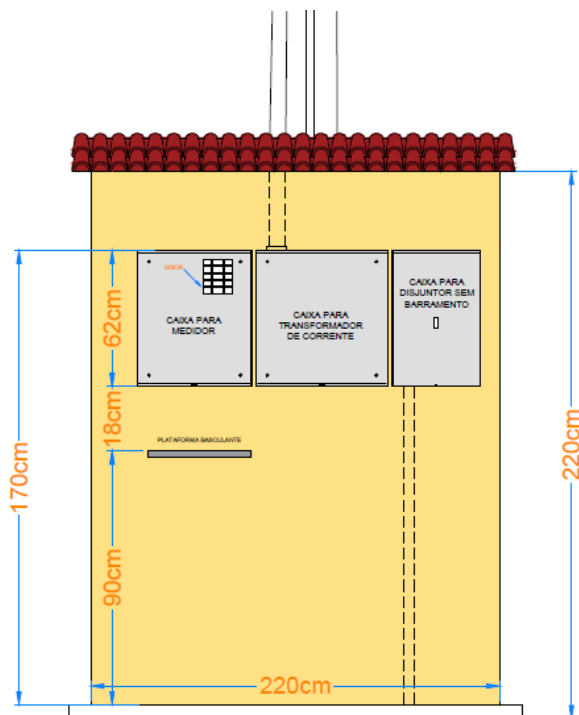 VISOR
CAIXA PARA
MEDIDOR
CAIXA PARA
TRANSFORMADOR
DE CORRENTE
CAIXA PARA
DISJUNTOR SEM
BARRAMENTO
62cm
18cm
PLATAFORMA BASCULANTE
170cm
90cm
220cm
220cm